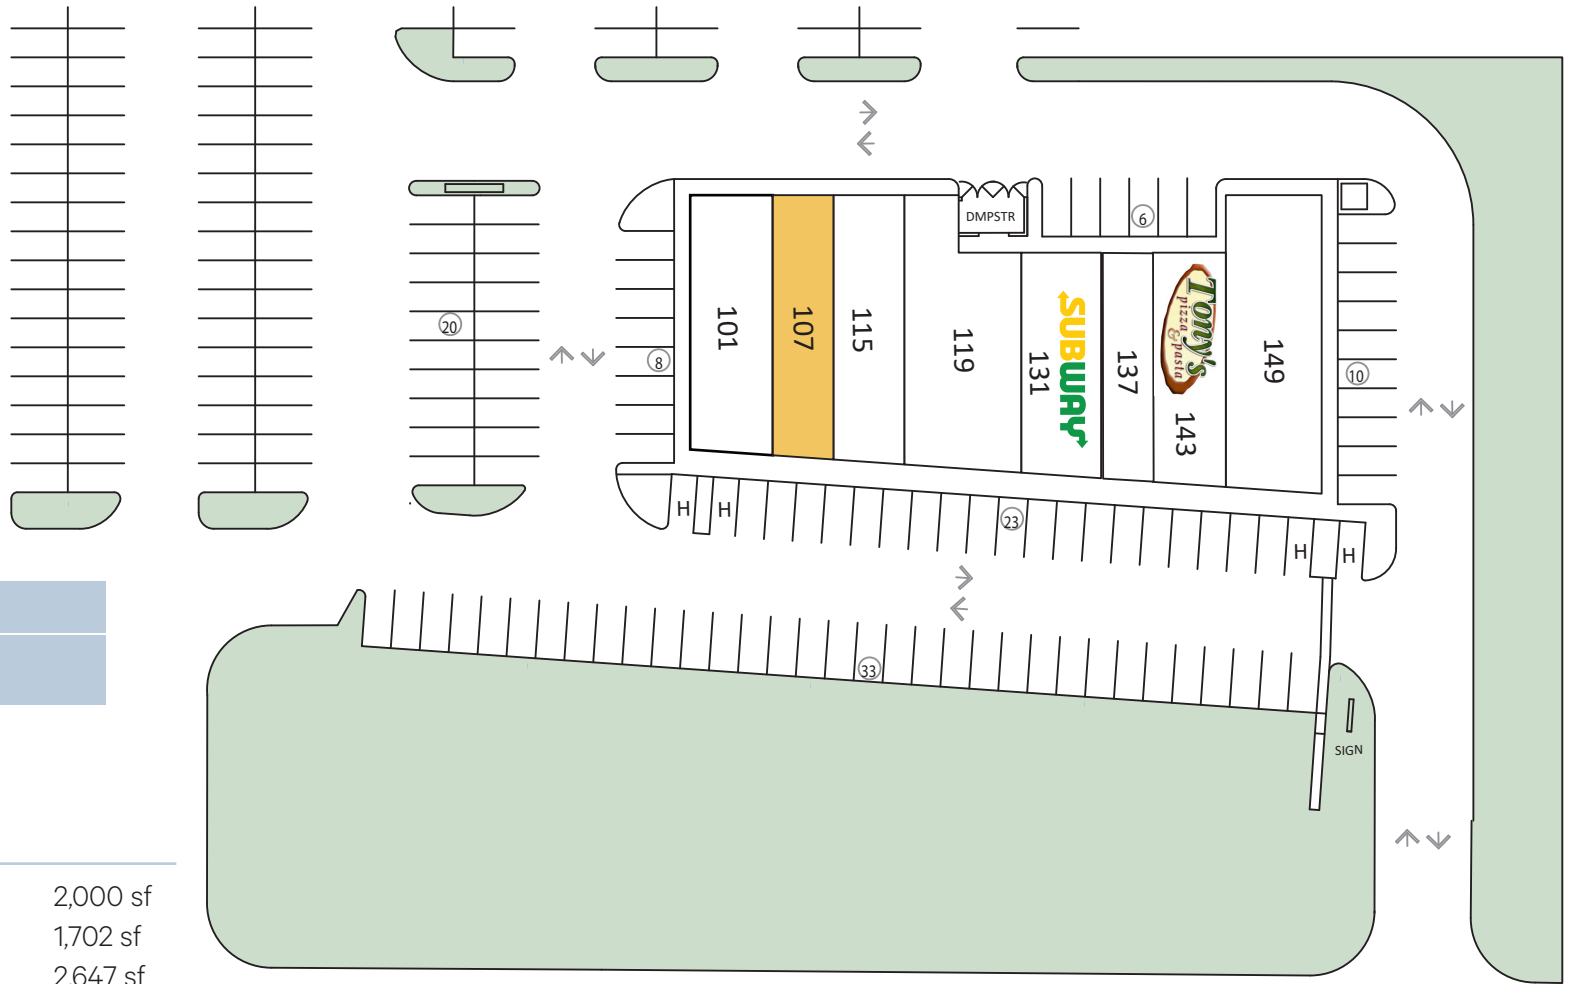 DMPSTR
6
20
8
101
107
115
119
131
SUBWAY
137
Tony's
pizza & pasta
143
149
10
H
H
23
H
H
33
SIGN
2,000 sf
1,702 sf
2,647 sf